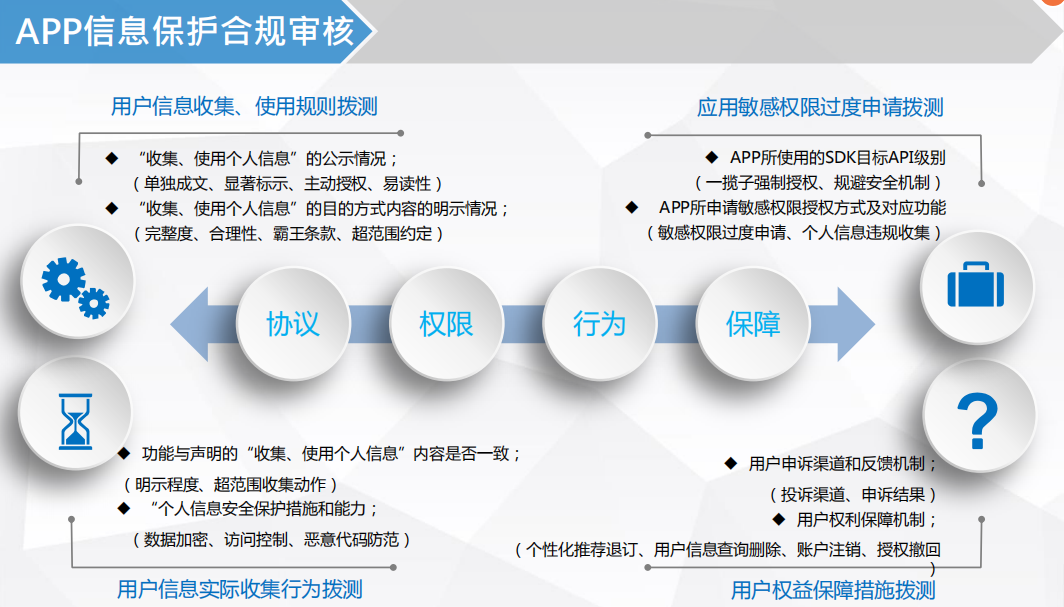 APP信息保护合规审核
用户信息收集、使用规则拨测
◆ “收集、使用个人信息”的公示情况；
（单独成文、显著标示、主动授权、易读性）
◆ “收集、使用个人信息”的目的方式内容的明示情况；
（完整度、合理性、霸王条款、超范围约定）
应用敏感权限过度申请拨测
◆ APP所使用的SDK目标API级别
（一揽子强制授权、规避安全机制）
◆ APP所申请敏感权限授权方式及对应功能
（敏感权限过度申请、个人信息违规收集）
协议
权限
行为
保障
?
◆ 功能与声明的“收集、使用个人信息”内容是否一致；
（明示程度、超范围收集动作）
◆ “个人信息安全保护措施和能力；
（数据加密、访问控制、恶意代码防范）
用户信息实际收集行为拨测
◆ 用户申诉渠道和反馈机制；
（投诉渠道、申诉结果）
◆ 用户权利保障机制；
（个性化推荐退订、用户信息查询删除、账户注销、授权撤回
）
用户权益保障措施拨测